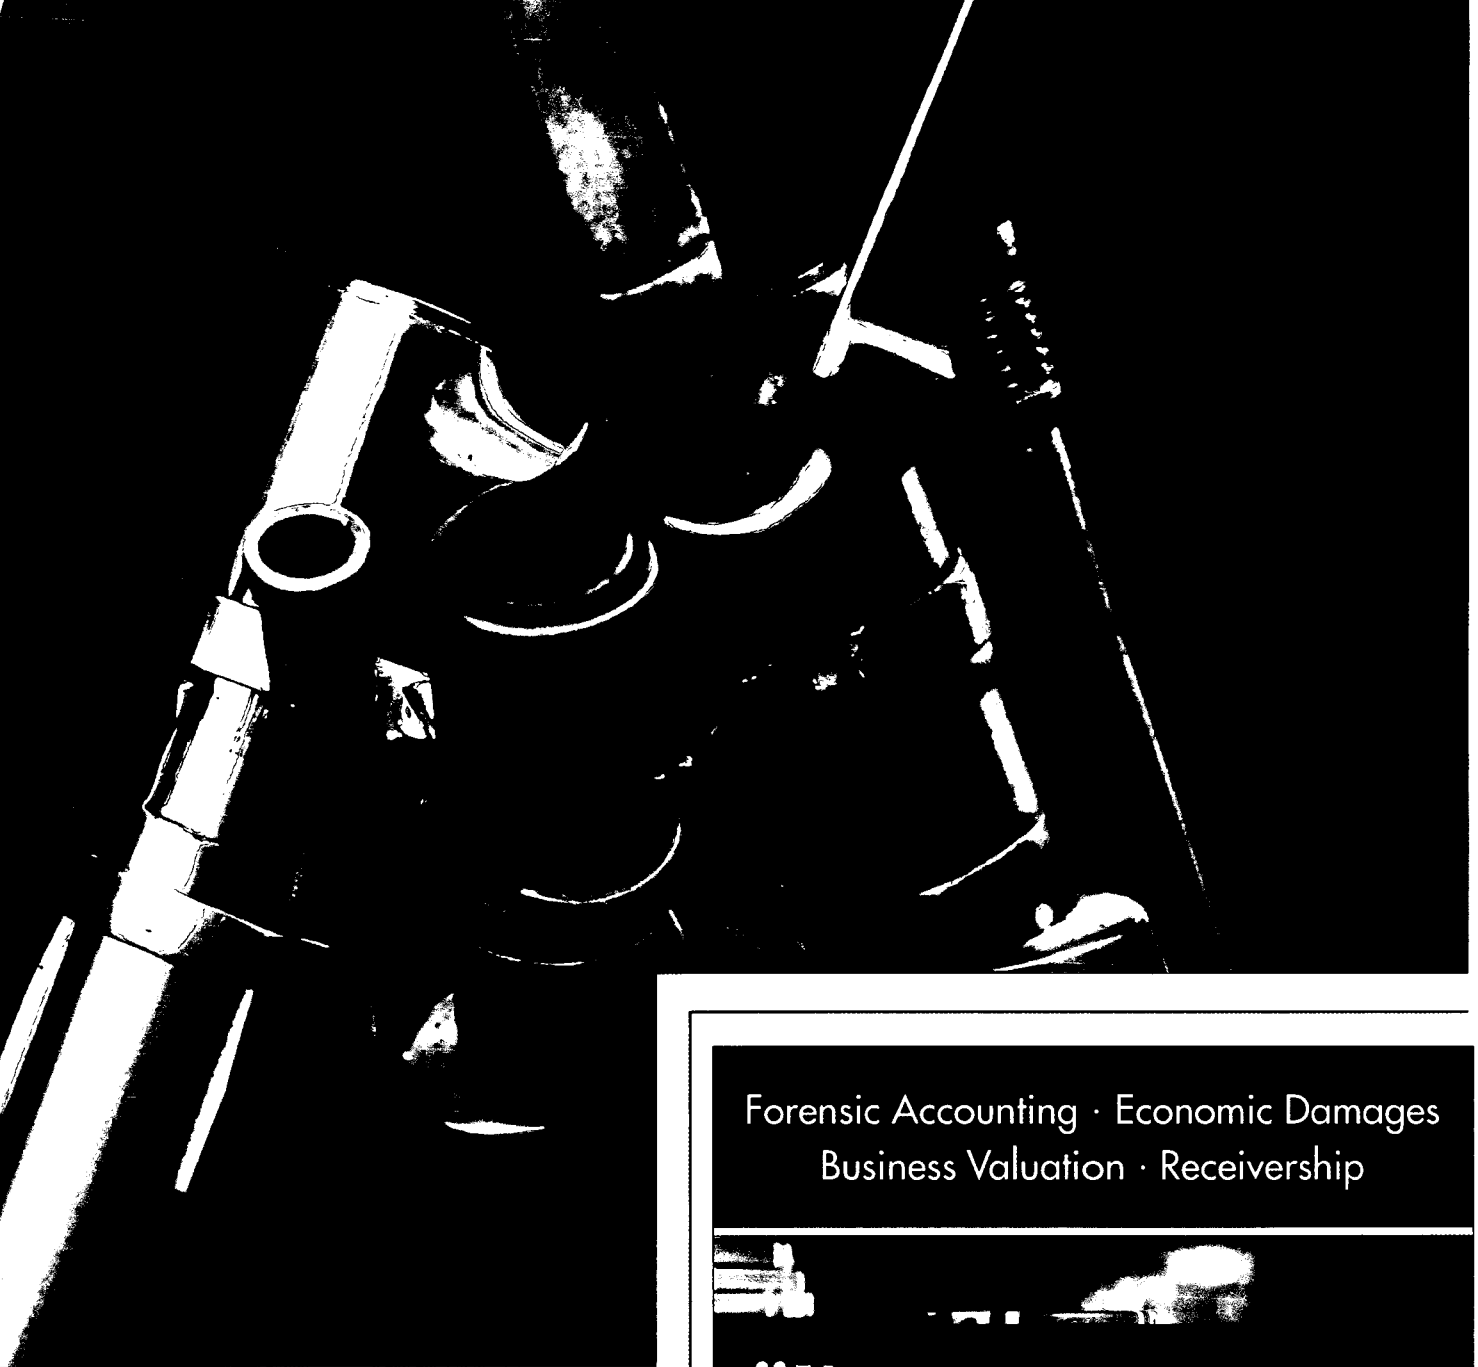 Forensic Accounting · Economic Damages
Business Valuation · Receivership